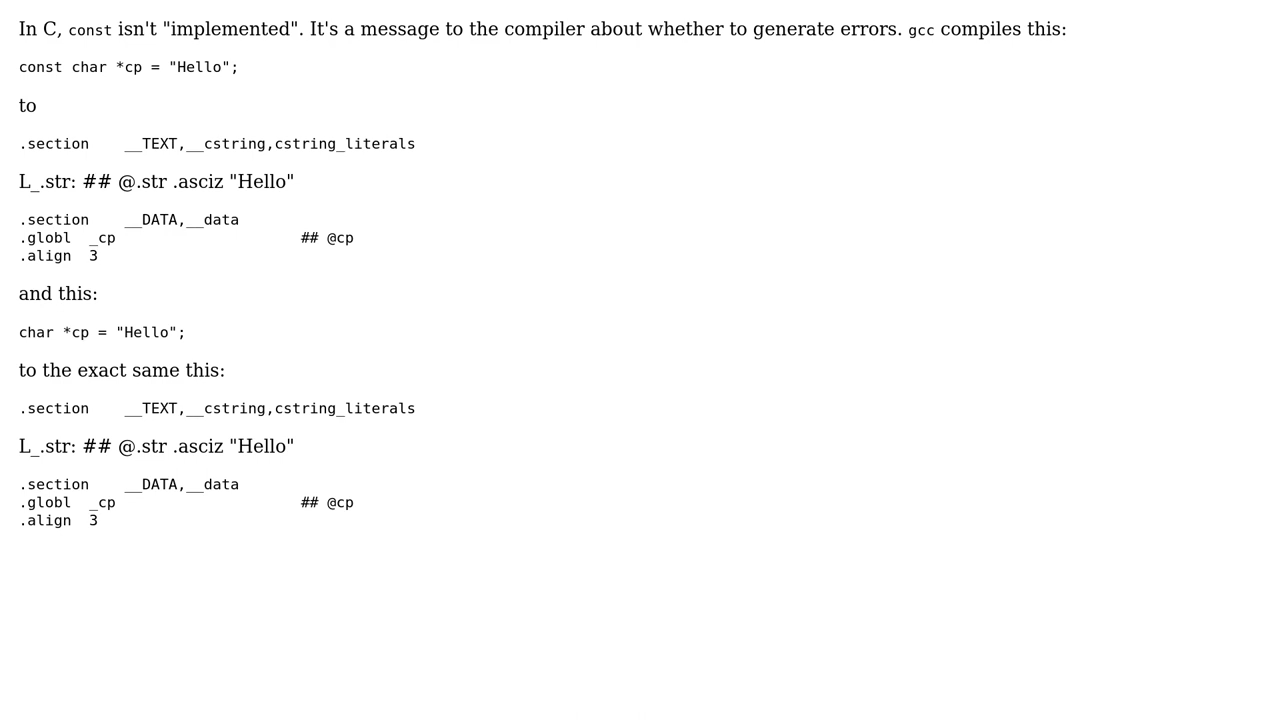 In C, const isn't "implemented". It's a message to the compiler about whether to generate errors. gcc compiles this:
const char *cp = "Hello";
to
.section    __TEXT,__cstring,cstring_literals
L_.str: ## @.str .asciz "Hello"
.section    __DATA,__data
.globl  _cp                     ## @cp
.align  3
and this:
char *cp = "Hello";
to the exact same this:
.section    __TEXT,__cstring,cstring_literals
L_.str: ## @.str .asciz "Hello"
.section    __DATA,__data
.globl  _cp                     ## @cp
.align  3